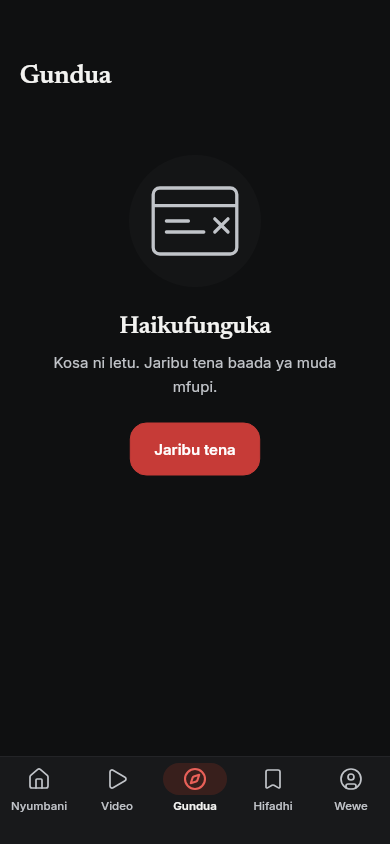 Gundua
Haikufunguka
Kosa ni letu. Jaribu tena baada ya muda
mfupi.
Jaribu tena
Nyumbani
Video
Gundua
Hifadhi
Wewe